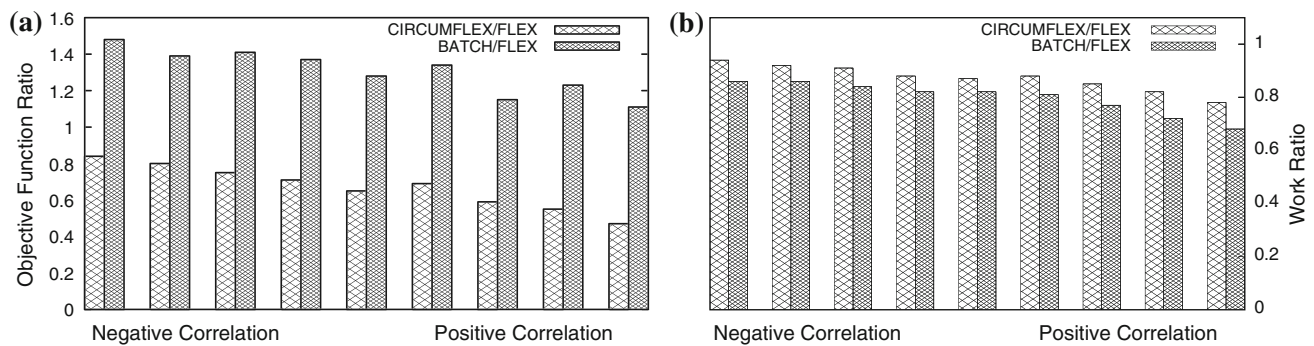 (a)
Objective Function Ratio
1.6
1.4
1.2
1
0.8
0.6
0.4
0.2
0
CIRCUMFLEX/FLEX
BATCH/FLEX
Negative Correlation
Positive Correlation
(b)
CIRCUMFLEX/FLEX
BATCH/FLEX
1
0.8
0.6
0.4
0.2
0
Work Ratio
Negative Correlation
Positive Correlation